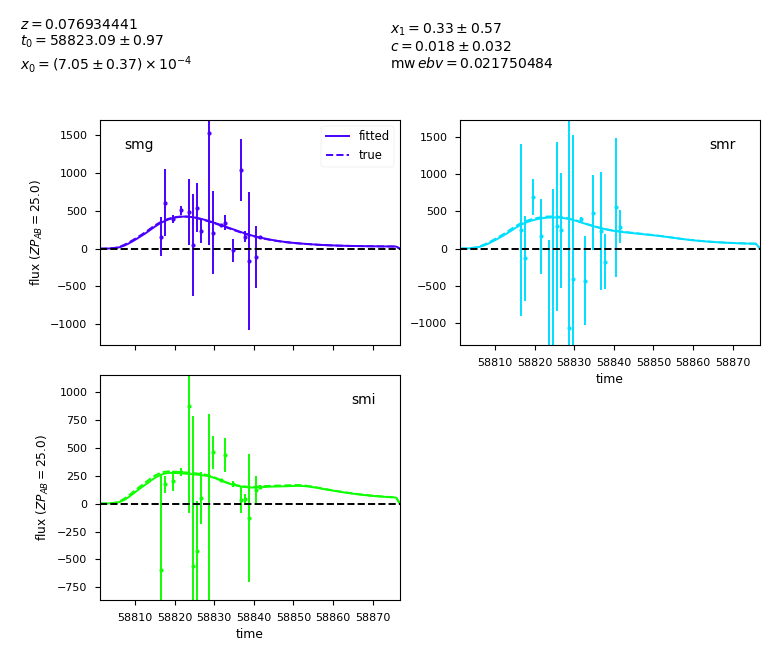 z = 0.076934441
t₀ = 58823.09 ± 0.97
x₀ = (7.05 ± 0.37) × 10⁻⁴
x₁ = 0.33 ± 0.57
c = 0.018 ± 0.032
mw ebv = 0.021750484
smg
fitted
true
1500
1000
500
0
−500
−1000
flux (ZP_AB = 25.0)
smr
1500
1000
500
0
−500
−1000
58810 58820 58830 58840 58850 58860 58870
time
smi
1000
750
500
250
0
−250
−500
−750
flux (ZP_AB = 25.0)
58810 58820 58830 58840 58850 58860 58870
time